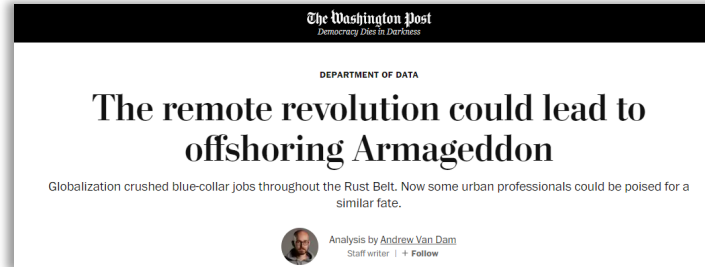 The Washington Post
Democracy Dies in Darkness
DEPARTMENT OF DATA
The remote revolution could lead to
offshoring Armageddon
Globalization crushed blue-collar jobs throughout the Rust Belt. Now some urban professionals could be poised for a
similar fate.
Analysis by Andrew Van Dam
Staff writer | + Follow